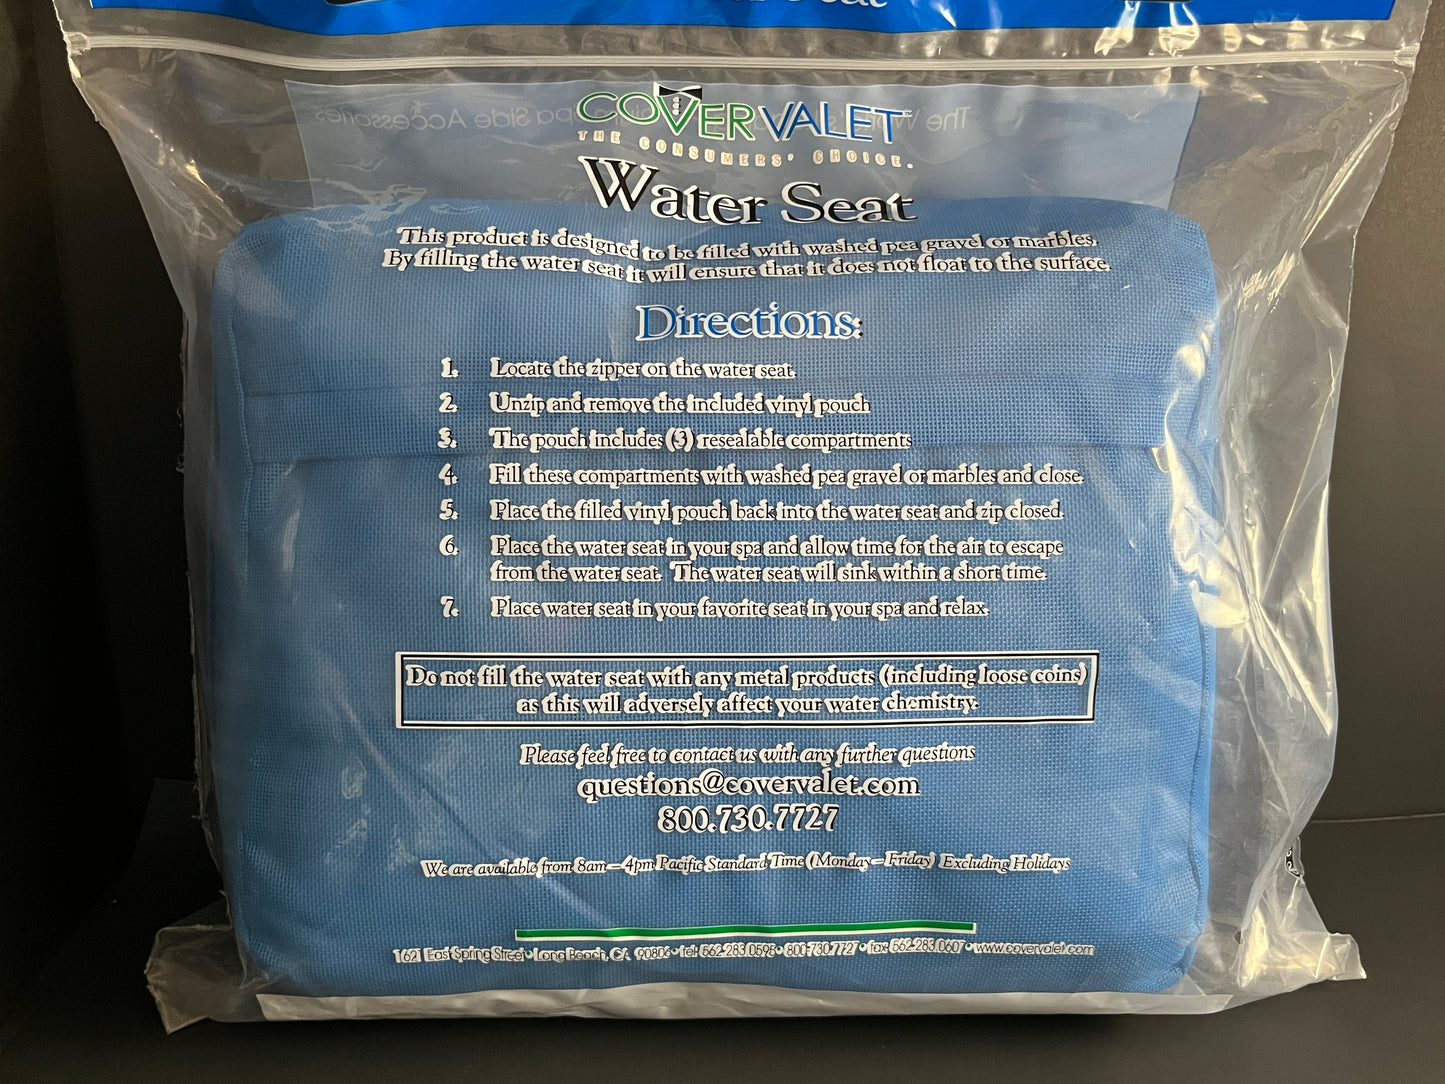 COVERVALET™
THE CONSUMERS' CHOICE.
Water Seat
This product is designed to be filled with washed pea gravel or marbles.
By filling the water seat it will ensure that it does not float to the surface.
Directions:
1. Locate the zipper on the water seat.
2. Unzip and remove the included vinyl pouch
3. The pouch includes (3) resealable compartments
4. Fill these compartments with washed pea gravel or marbles and close.
5. Place the filled vinyl pouch back into the water seat and zip closed.
6. Place the water seat in your spa and allow time for the air to escape
from the water seat. The water seat will sink within a short time.
7. Place water seat in your favorite seat in your spa and relax.
Do not fill the water seat with any metal products (including loose coins)
as this will adversely affect your water chemistry.
Please feel free to contact us with any further questions
questions@covervalet.com
800.730.7727
We are available from 8am – 4pm Pacific Standard Time (Monday – Friday) Excluding Holidays
1621 East Spring Street • Long Beach, CA 90806 • tel: 562-283.0596 • 800-730.7727 • fax: 562-283.0607 • www.covervalet.com